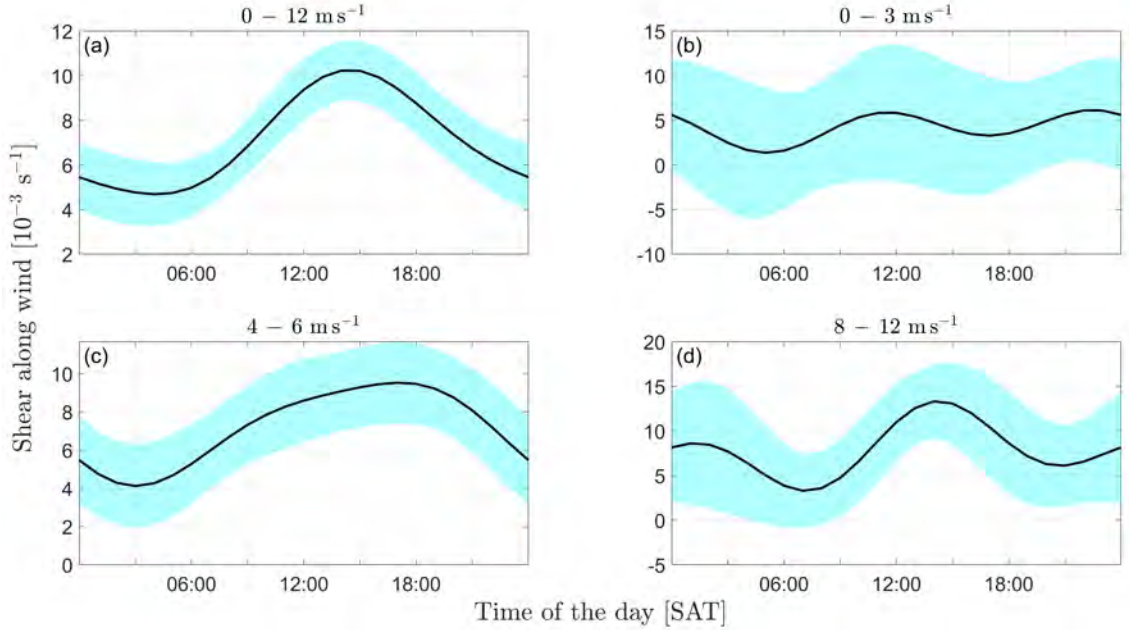 0 − 12 m s⁻¹
(a)
12
10
8
6
4
2
06:00 12:00 18:00
0 − 3 m s⁻¹
(b)
15
10
5
0
-5
-10
06:00 12:00 18:00
4 − 6 m s⁻¹
(c)
10
8
6
4
2
0
06:00 12:00 18:00
8 − 12 m s⁻¹
(d)
20
15
10
5
0
-5
06:00 12:00 18:00
Shear along wind [10⁻³ s⁻¹]
Time of the day [SAT]